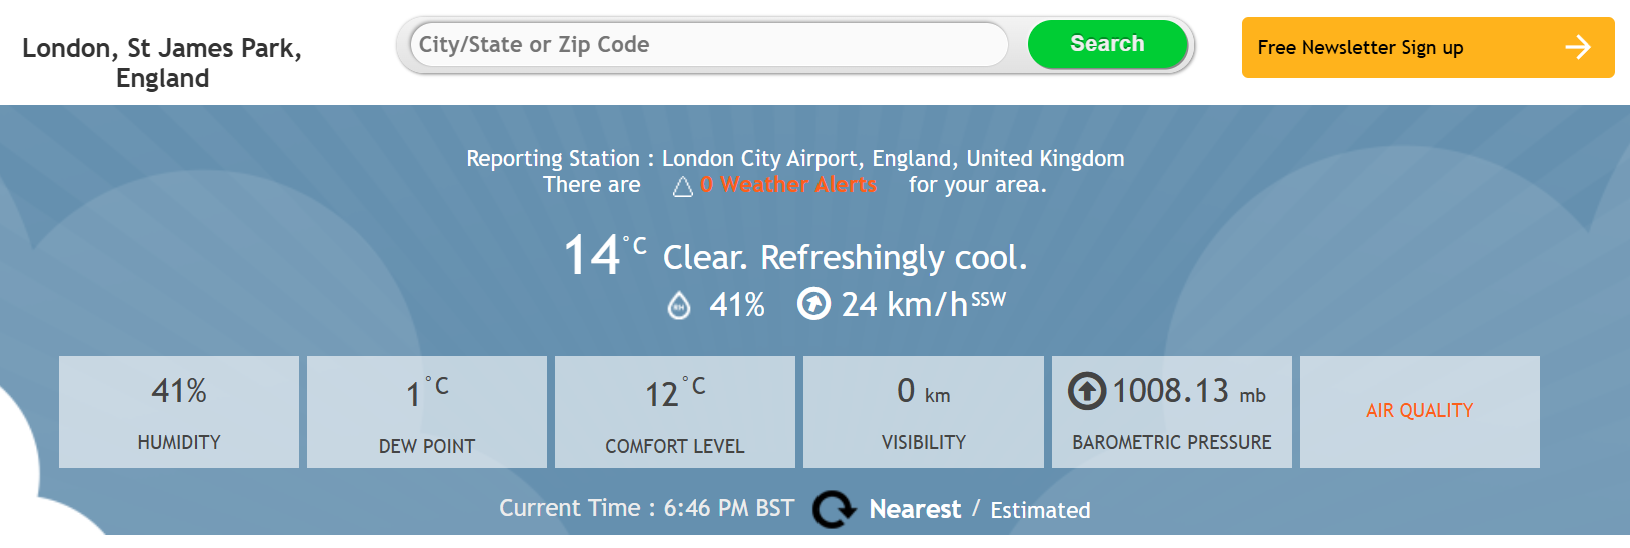 London, St James Park,
England
City/State or Zip Code
Search
Free Newsletter Sign up
Reporting Station : London City Airport, England, United Kingdom
There are 0 Weather Alerts for your area.
14°C Clear. Refreshingly cool.
RH 41% 24 km/h SSW
41%
HUMIDITY
1°C
DEW POINT
12°C
COMFORT LEVEL
0 km
VISIBILITY
1008.13 mb
BAROMETRIC PRESSURE
AIR QUALITY
Current Time : 6:46 PM BST Nearest / Estimated